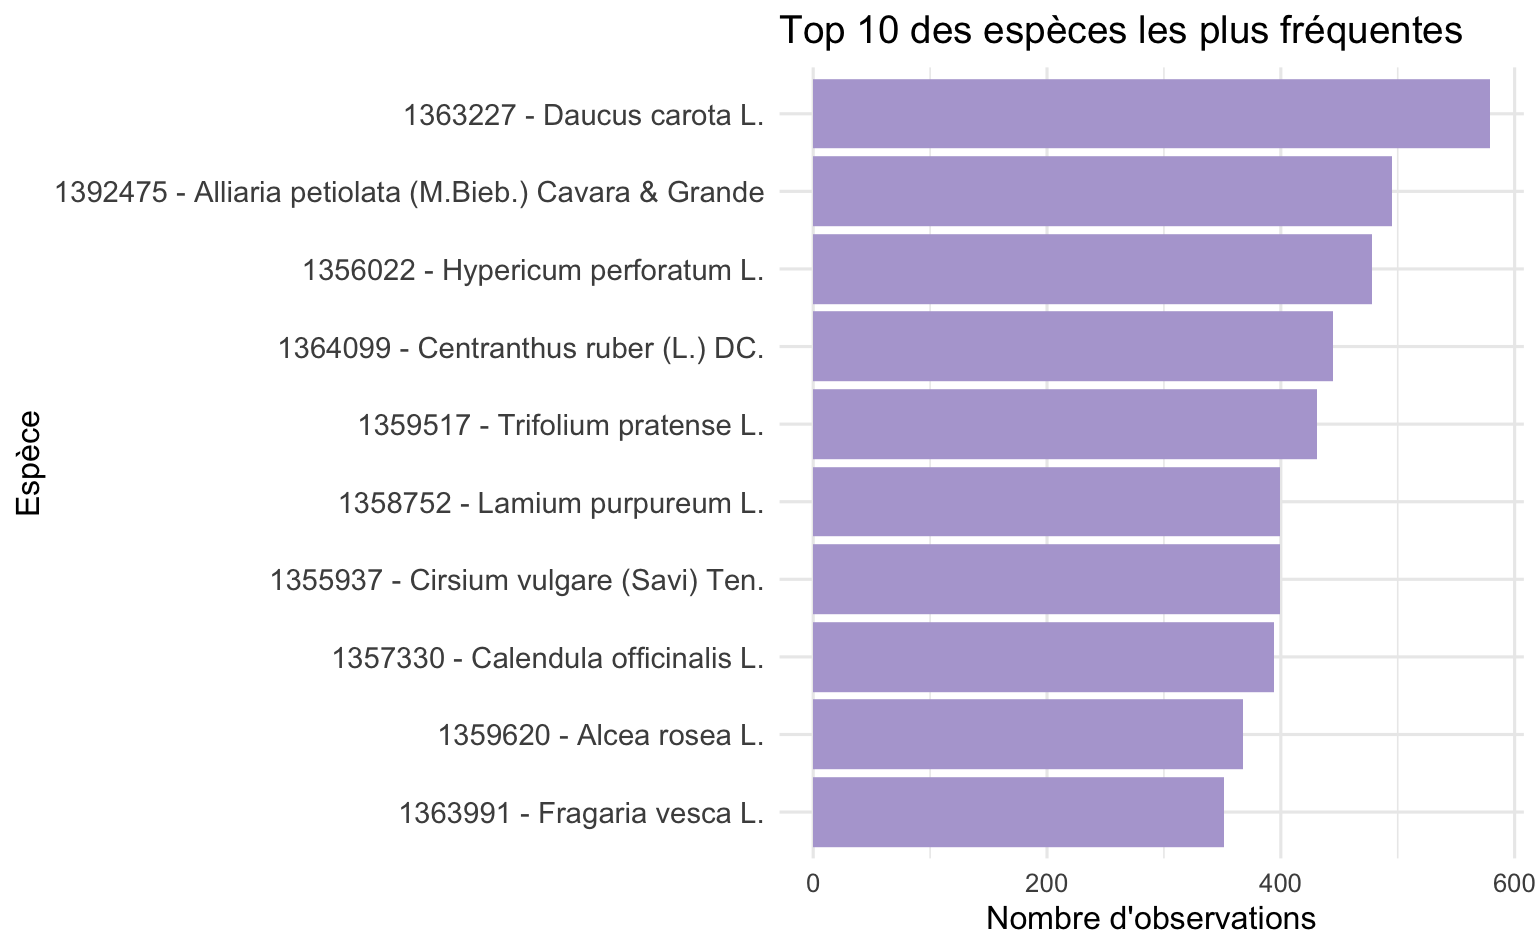 Top 10 des espèces les plus fréquentes
Espèce
1363227 - Daucus carota L.
1392475 - Alliaria petiolata (M.Bieb.) Cavara & Grande
1356022 - Hypericum perforatum L.
1364099 - Centranthus ruber (L.) DC.
1359517 - Trifolium pratense L.
1358752 - Lamium purpureum L.
1355937 - Cirsium vulgare (Savi) Ten.
1357330 - Calendula officinalis L.
1359620 - Alcea rosea L.
1363991 - Fragaria vesca L.
0 200 400 600
Nombre d'observations